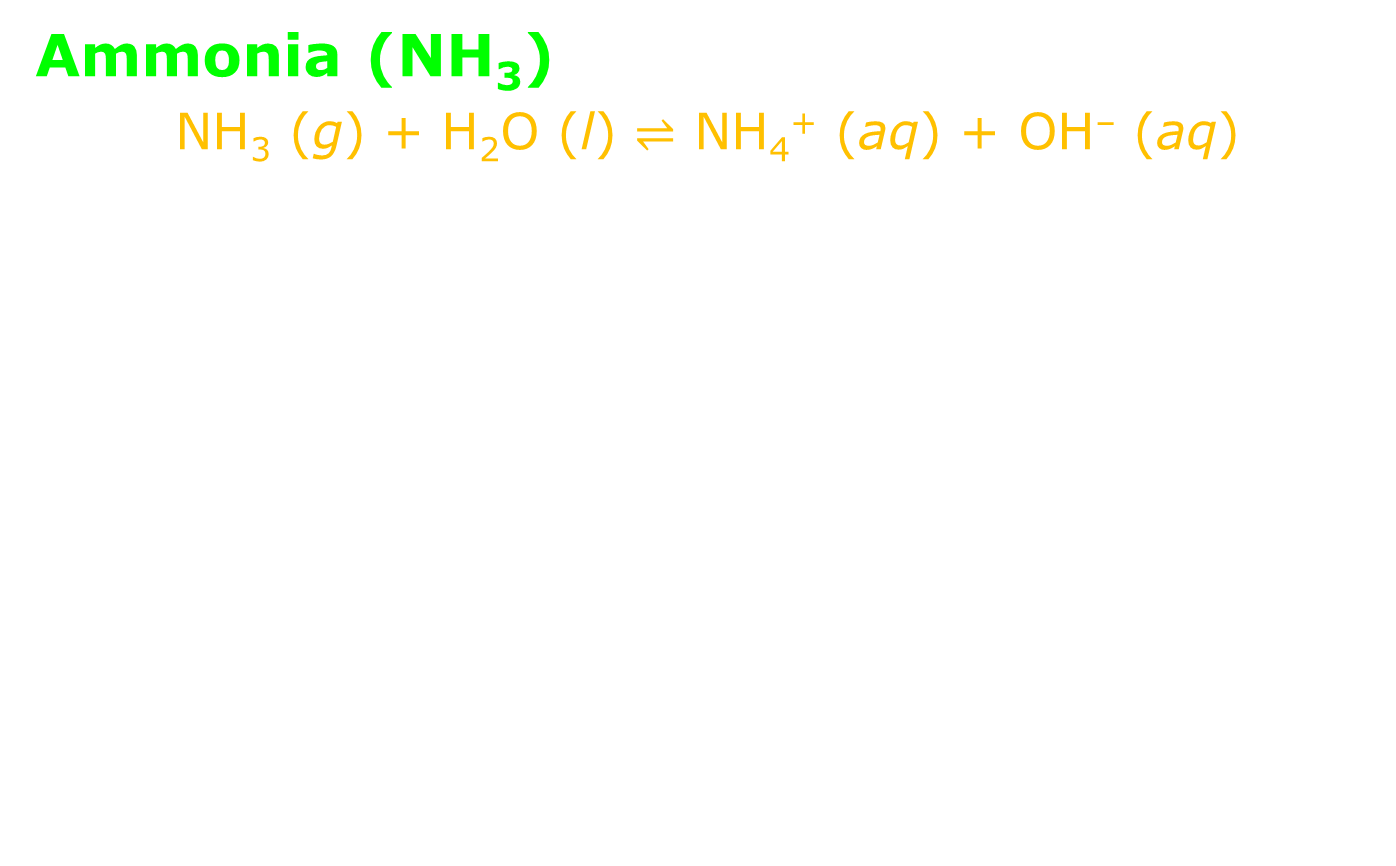 Ammonia (NH₃)
NH₃ (g) + H₂O (l) ⇌ NH₄⁺ (aq) + OH⁻ (aq)